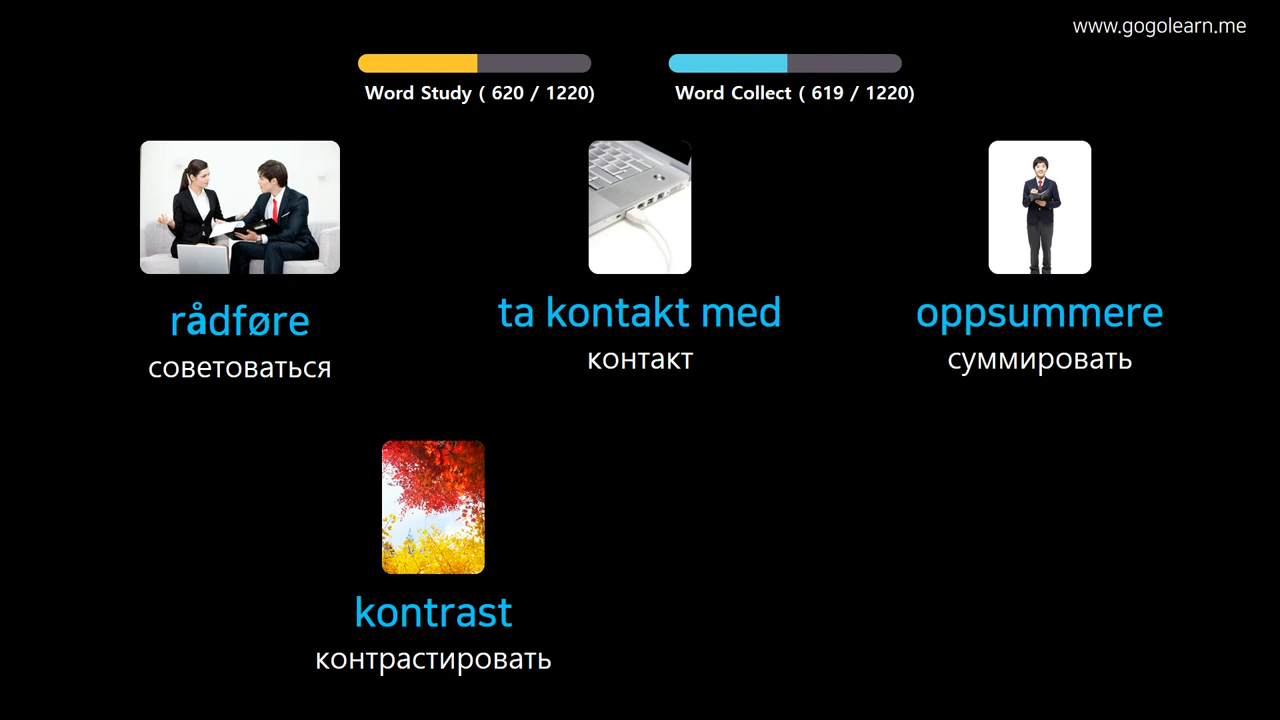 www.gogolearn.me
Word Study ( 620 / 1220)
Word Collect ( 619 / 1220)
rådføre
советоваться
ta kontakt med
контакт
oppsummere
суммировать
kontrast
контрастировать